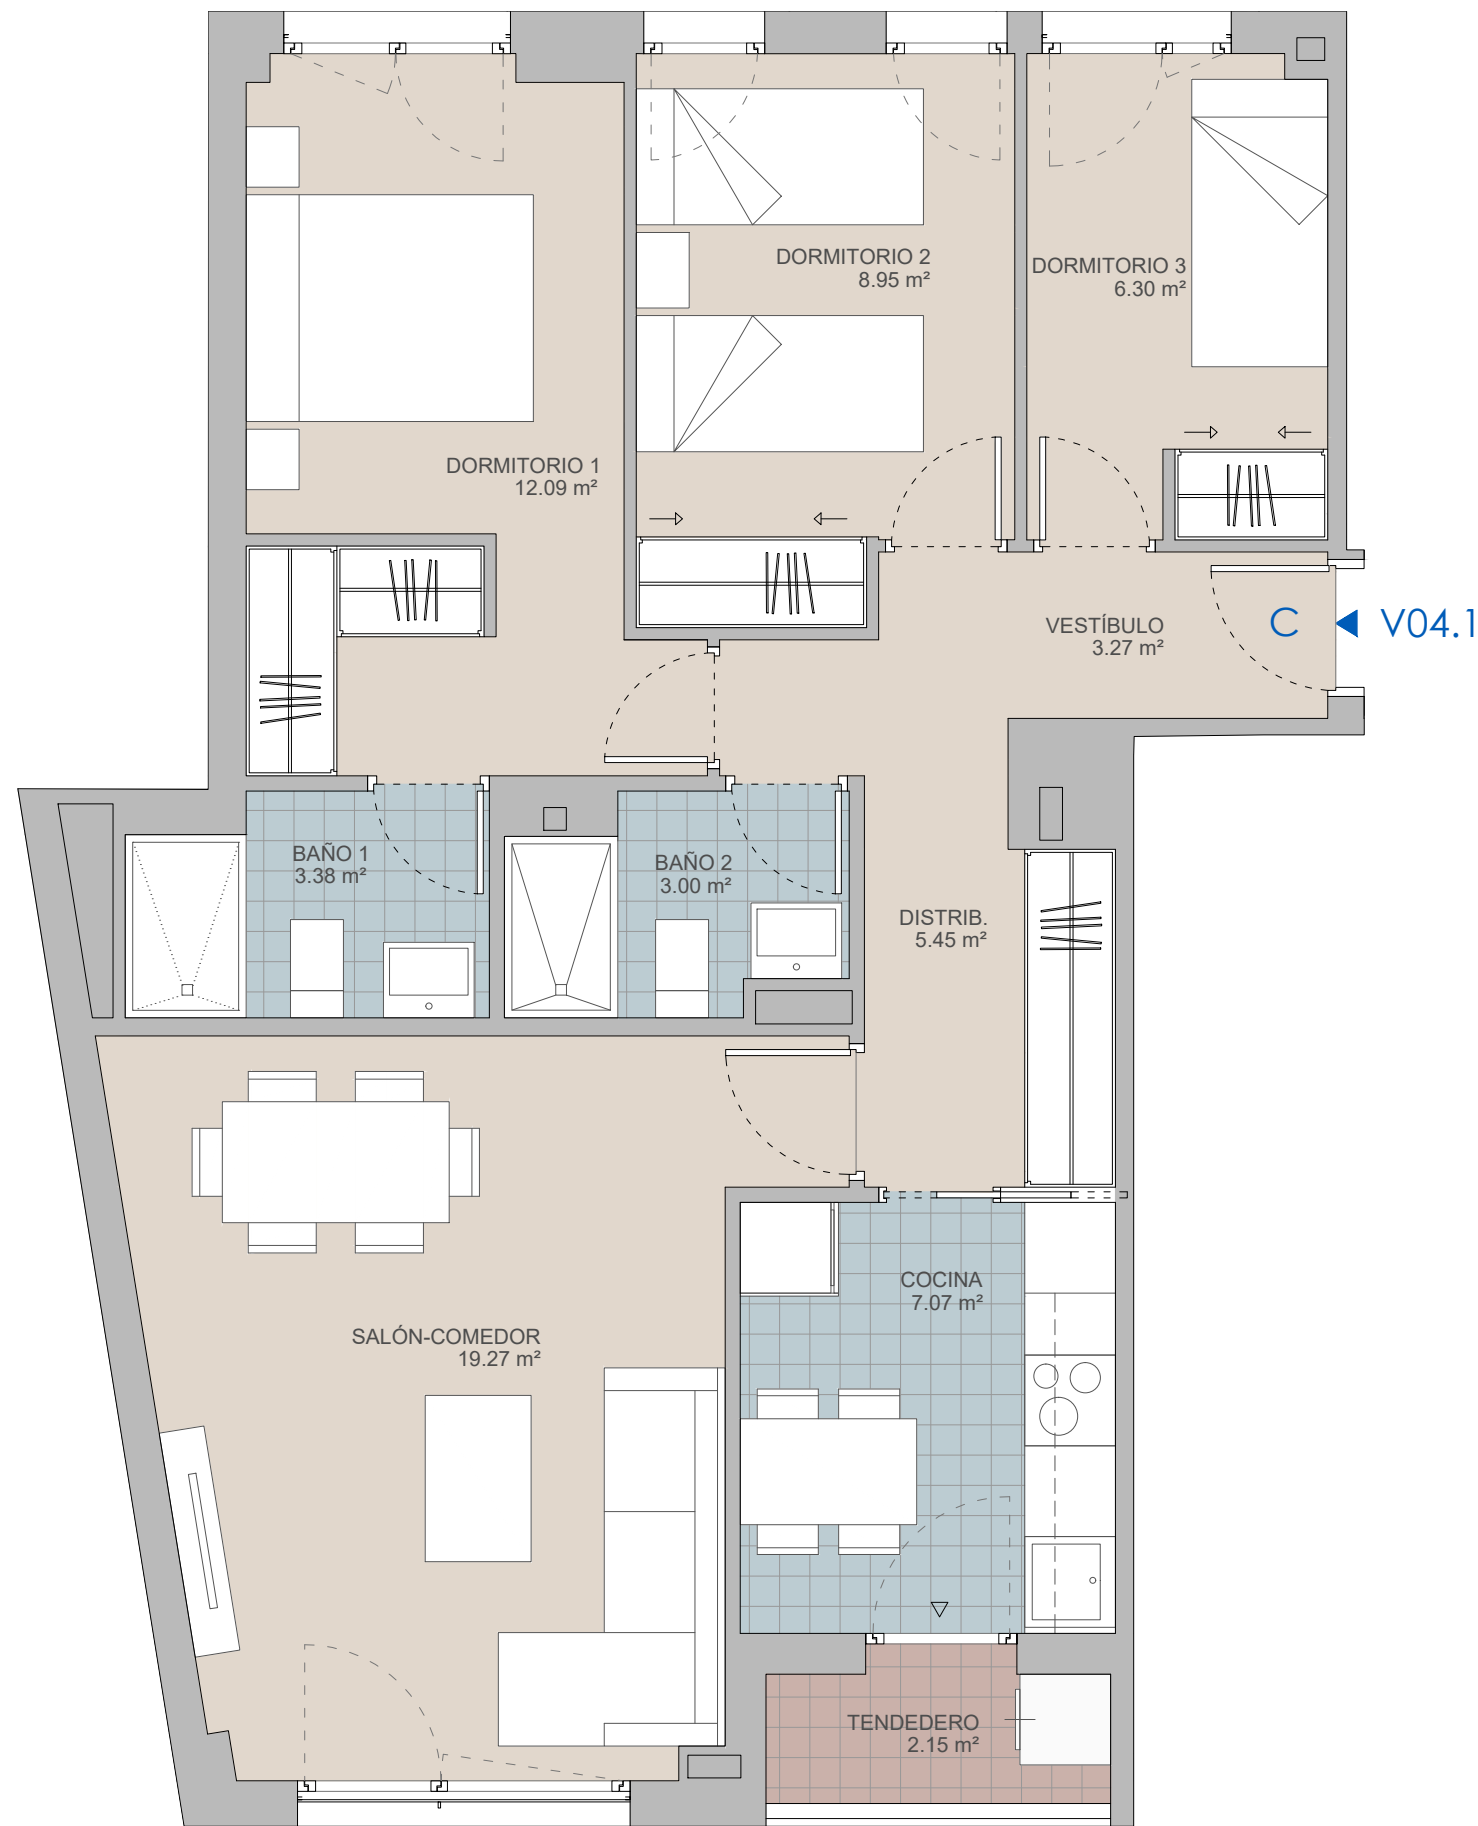 DORMITORIO 2
8.95 m²
DORMITORIO 3
6.30 m²
DORMITORIO 1
12.09 m²
VESTÍBULO
3.27 m²
C
V04.1
BAÑO 1
3.38 m²
BAÑO 2
3.00 m²
DISTRIB.
5.45 m²
COCINA
7.07 m²
SALÓN-COMEDOR
19.27 m²
TENDEDERO
2.15 m²